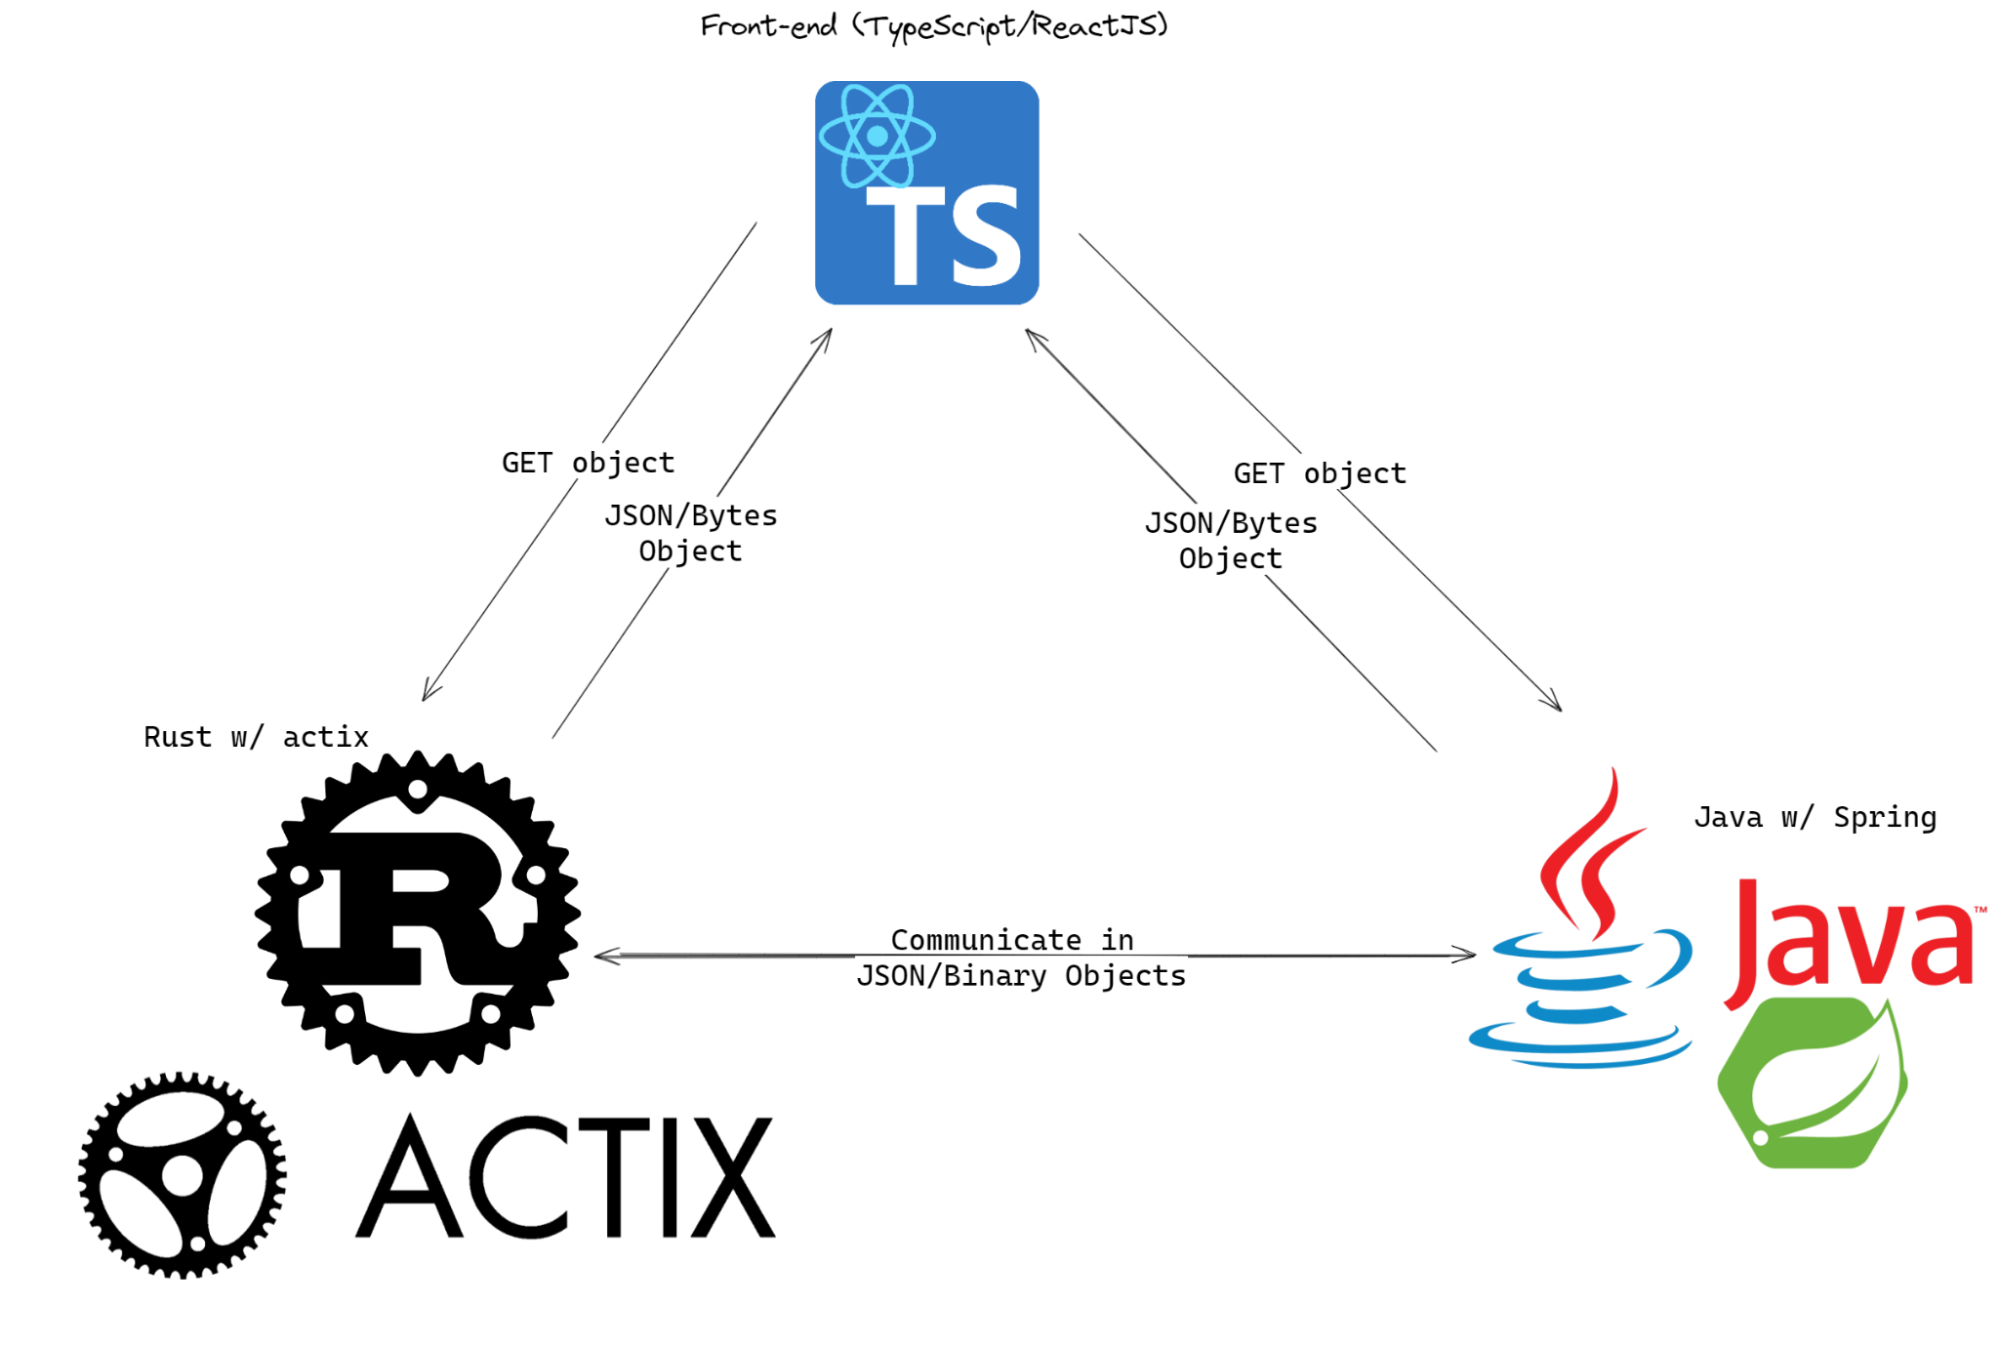 Front-end (TypeScript/ReactJS)
TS
GET object
JSON/Bytes
Object
GET object
JSON/Bytes
Object
Rust w/ actix
R
Java w/ Spring
Java™
Communicate in
JSON/Binary Objects
ACTIX